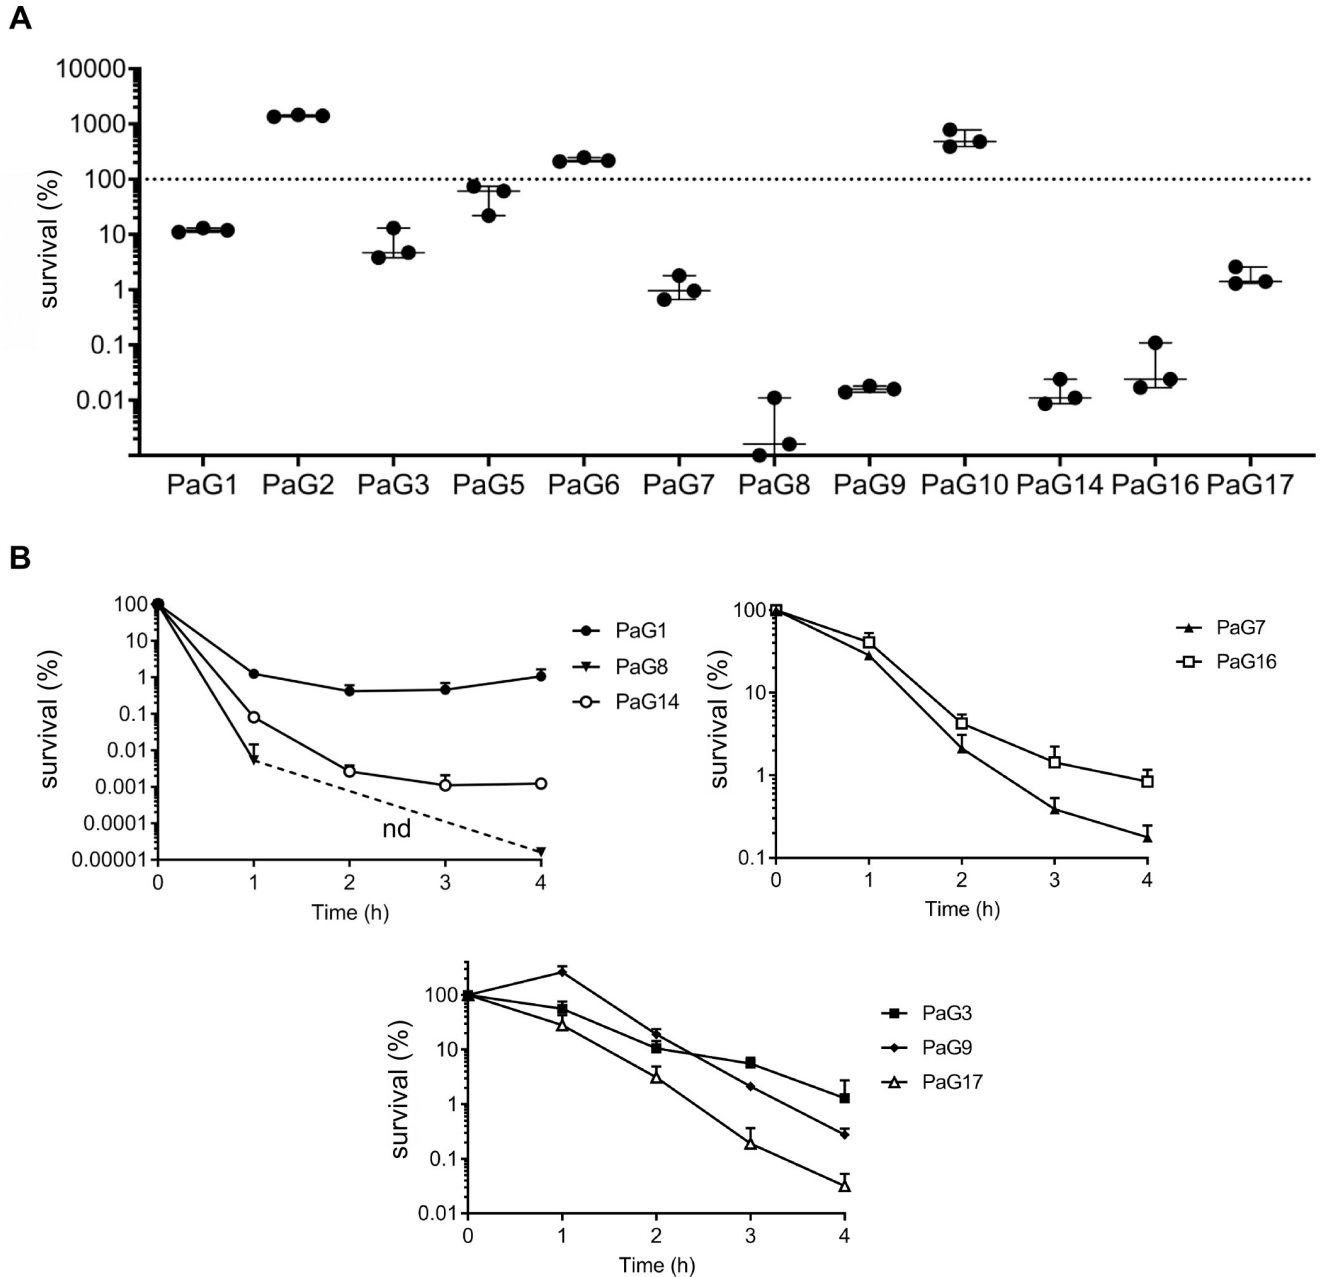 A
10000
1000
100
10
1
0.1
0.01
survival (%)
PaG1 PaG2 PaG3 PaG5 PaG6 PaG7 PaG8 PaG9 PaG10 PaG14 PaG16 PaG17
B
100
10
1
0.1
0.01
0.001
0.0001
0.00001
survival (%)
nd
0 1 2 3 4
Time (h)
PaG1
PaG8
PaG14
100
10
1
0.1
survival (%)
0 1 2 3 4
Time (h)
PaG7
PaG16
100
10
1
0.1
0.01
survival (%)
0 1 2 3 4
Time (h)
PaG3
PaG9
PaG17